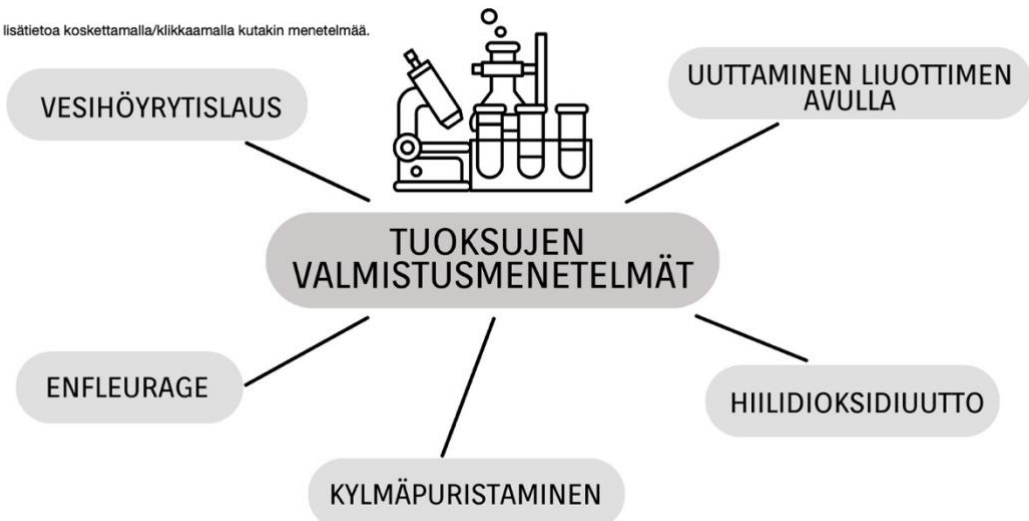 lisätietoa koskettamalla/klikkaamalla kutakin menetelmää.
VESIHÖYRYTISLAUS
UUTTAMINEN LIUOTTIMEN
AVULLA
TUOKSUJEN
VALMISTUSMENETELMÄT
ENFLEURAGE
HIILIDIOKSIDIUUTTO
KYLMÄPURISTAMINEN